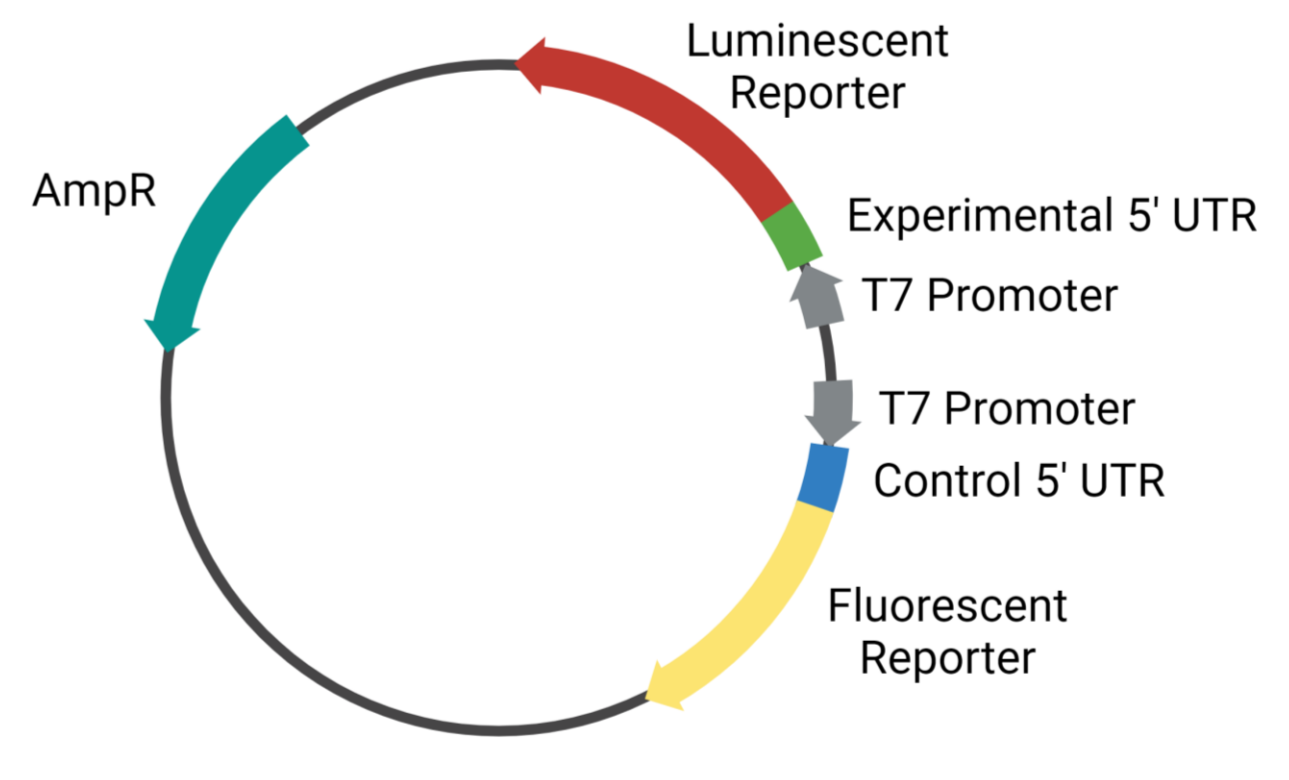 Luminescent
Reporter
AmpR
Experimental 5' UTR
T7 Promoter
T7 Promoter
Control 5' UTR
Fluorescent
Reporter